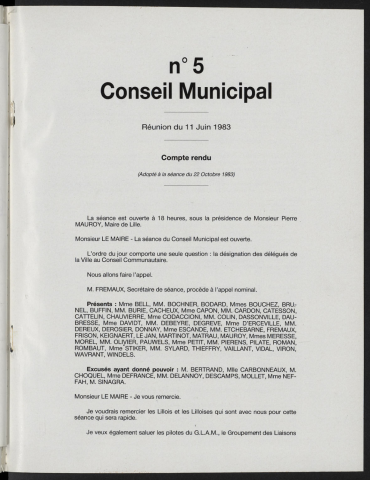 n° 5
Conseil Municipal
Réunion du 11 Juin 1983
Compte rendu
(Adopté à la séance du 22 Octobre 1983)
La séance est ouverte à 18 heures, sous la présidence de Monsieur Pierre
MAUROY, Maire de Lille.
Monsieur LE MAIRE - La séance du Conseil Municipal est ouverte.
L'ordre du jour comporte une seule question : la désignation des délégués de
la Ville au Conseil Communautaire.
Nous allons faire l'appel.
M. FREMAUX, Secrétaire de séance, procède à l'appel nominal.
Présents : Mme BELL, MM. BOCHNER, BODARD, Mmes BOUCHEZ, BRU-
NEL, BUFFIN, MM. BURIE, CACHEUX, Mme CAPON, MM. CARDON, CATESSON,
CATTELIN, CHAUVIERRE, Mme CODACCIONI, MM. COLIN, DASSONVILLE, DAU-
BRESSE, Mme DAVIDT, MM. DEBEYRE, DEGREVE, Mme D'ERCEVILLE, MM.
DEREUX, DEROSIER, DONNAY, Mme ESCANDE, MM. ETCHEBARNE, FREMAUX,
FRISON, KEIGNAERT, LE JAN, MARTINOT, MATRAU, MAUROY, Mmes MERESSE,
MOREL, MM. OLIVIER, PAUWELS, Mme PETIT, MM. PIERENS, PILATE, ROMAN,
ROMBAUT, Mme STIKER, MM. SYLARD, THIEFFRY, VAILLANT, VIDAL, VIRON,
WAVRANT, WINDELS.
Excusés ayant donné pouvoir : M. BERTRAND, Mlle CARBONNEAUX, M.
CHOQUEL, Mme DEFRANCE, MM. DELANNOY, DESCAMPS, MOLLET, Mme NEF-
FAH, M. SINAGRA.
Monsieur LE MAIRE - Je vous remercie.
Je voudrais remercier les Lillois et les Lilloises qui sont avec nous pour cette
séance qui sera rapide.
Je veux également saluer les pilotes du G.L.A.M., le Groupement des Liaisons